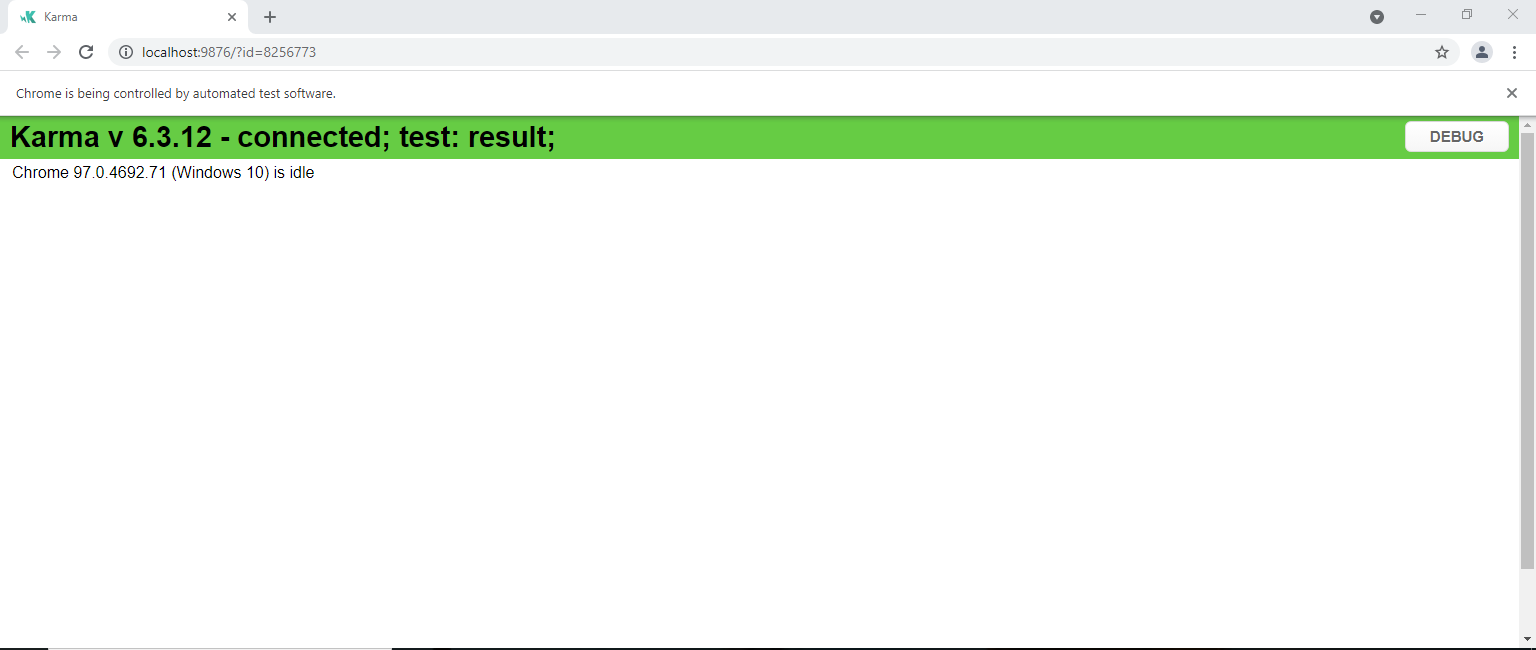 Karma
localhost:9876/?id=8256773
Chrome is being controlled by automated test software.
Karma v 6.3.12 - connected; test: result;
DEBUG
Chrome 97.0.4692.71 (Windows 10) is idle